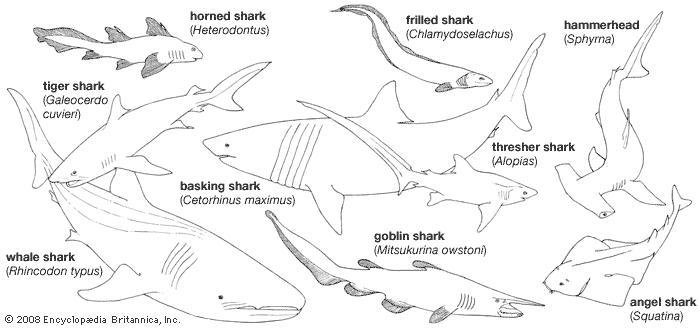 horned shark
(Heterodontus)
frilled shark
(Chlamydoselachus)
hammerhead
(Sphyrna)
tiger shark
(Galeocerdo
cuvieri)
thresher shark
(Alopias)
basking shark
(Cetorhinus maximus)
whale shark
(Rhincodon typus)
goblin shark
(Mitsukurina owstoni)
angel shark
(Squatina)
© 2008 Encyclopædia Britannica, Inc.